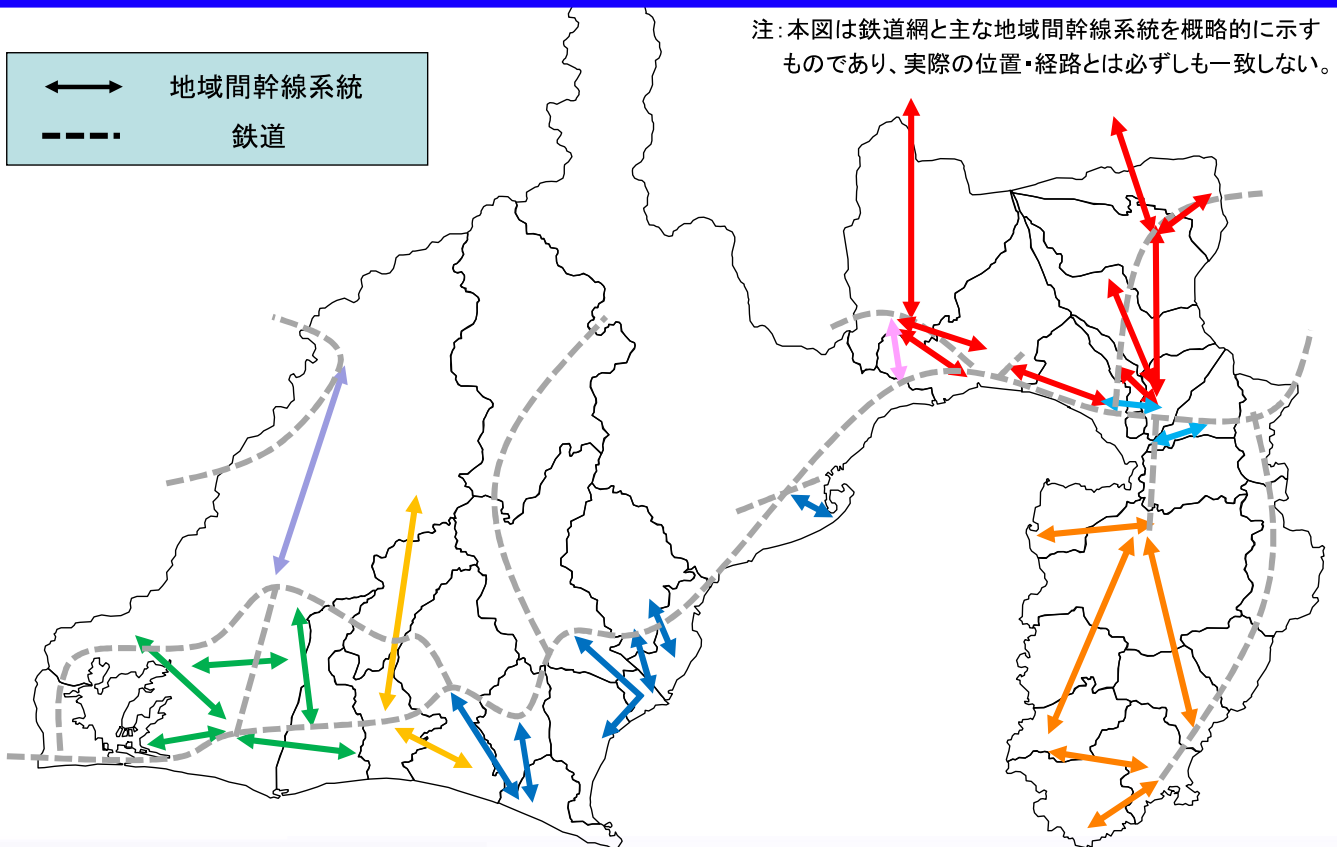 注:本図は鉄道網と主な地域間幹線系統を概略的に示す
ものであり、実際の位置・経路とは必ずしも一致しない。
地域間幹線系統
鉄道